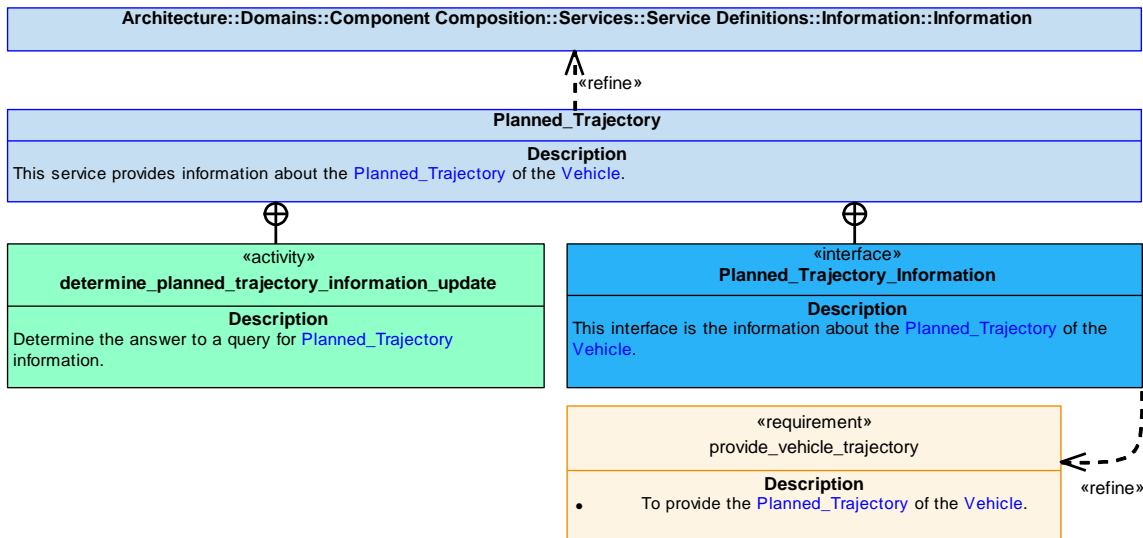 Architecture::Domains::Component Composition::Services::Service Definitions::Information::Information
«refine»
Planned_Trajectory
Description
This service provides information about the Planned_Trajectory of the Vehicle.
«activity»
determine_planned_trajectory_information_update
Description
Determine the answer to a query for Planned_Trajectory
information.
«interface»
Planned_Trajectory_Information
Description
This interface is the information about the Planned_Trajectory of the
Vehicle.
«requirement»
provide_vehicle_trajectory
Description
• To provide the Planned_Trajectory of the Vehicle.
«refine»